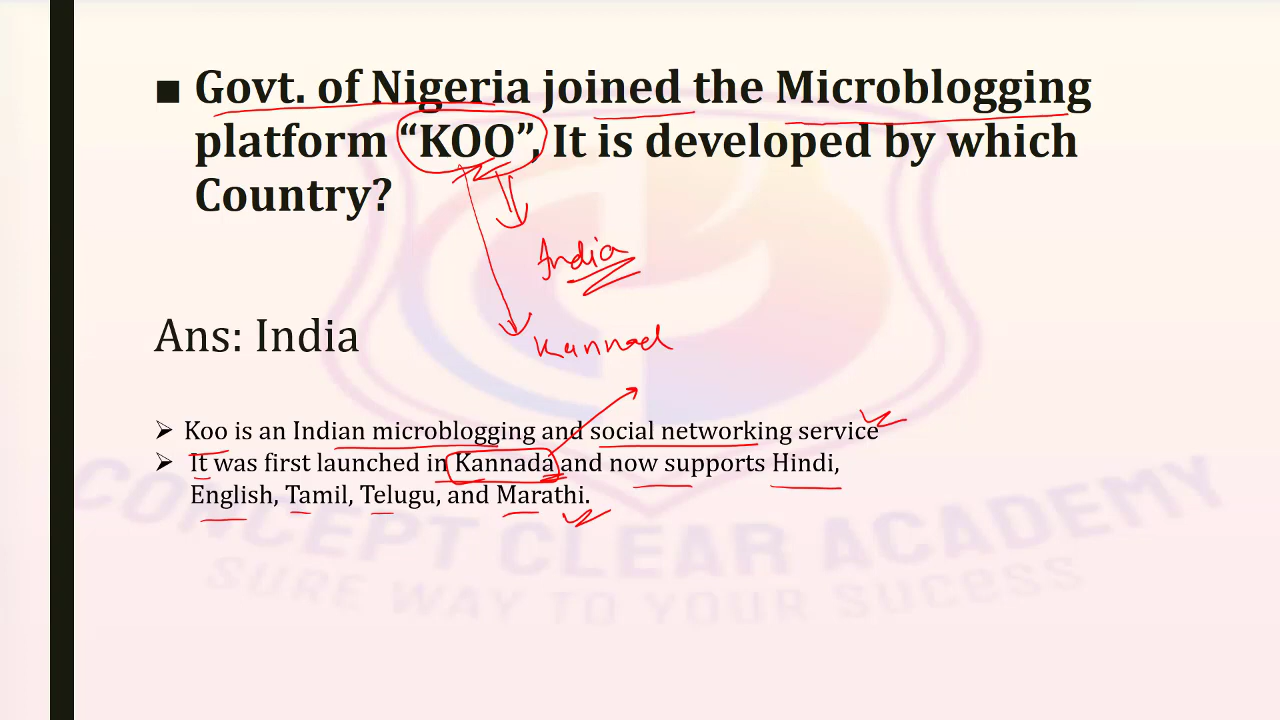 ■ Govt. of Nigeria joined the Microblogging
platform “KOO”, It is developed by which
Country?
India
Ans: India
Kannad
➢ Koo is an Indian microblogging and social networking service
➢ It was first launched in Kannada and now supports Hindi,
English, Tamil, Telugu, and Marathi.
CONCEPT CLEAR ACADEMY
SURE WAY TO YOUR SUCESS